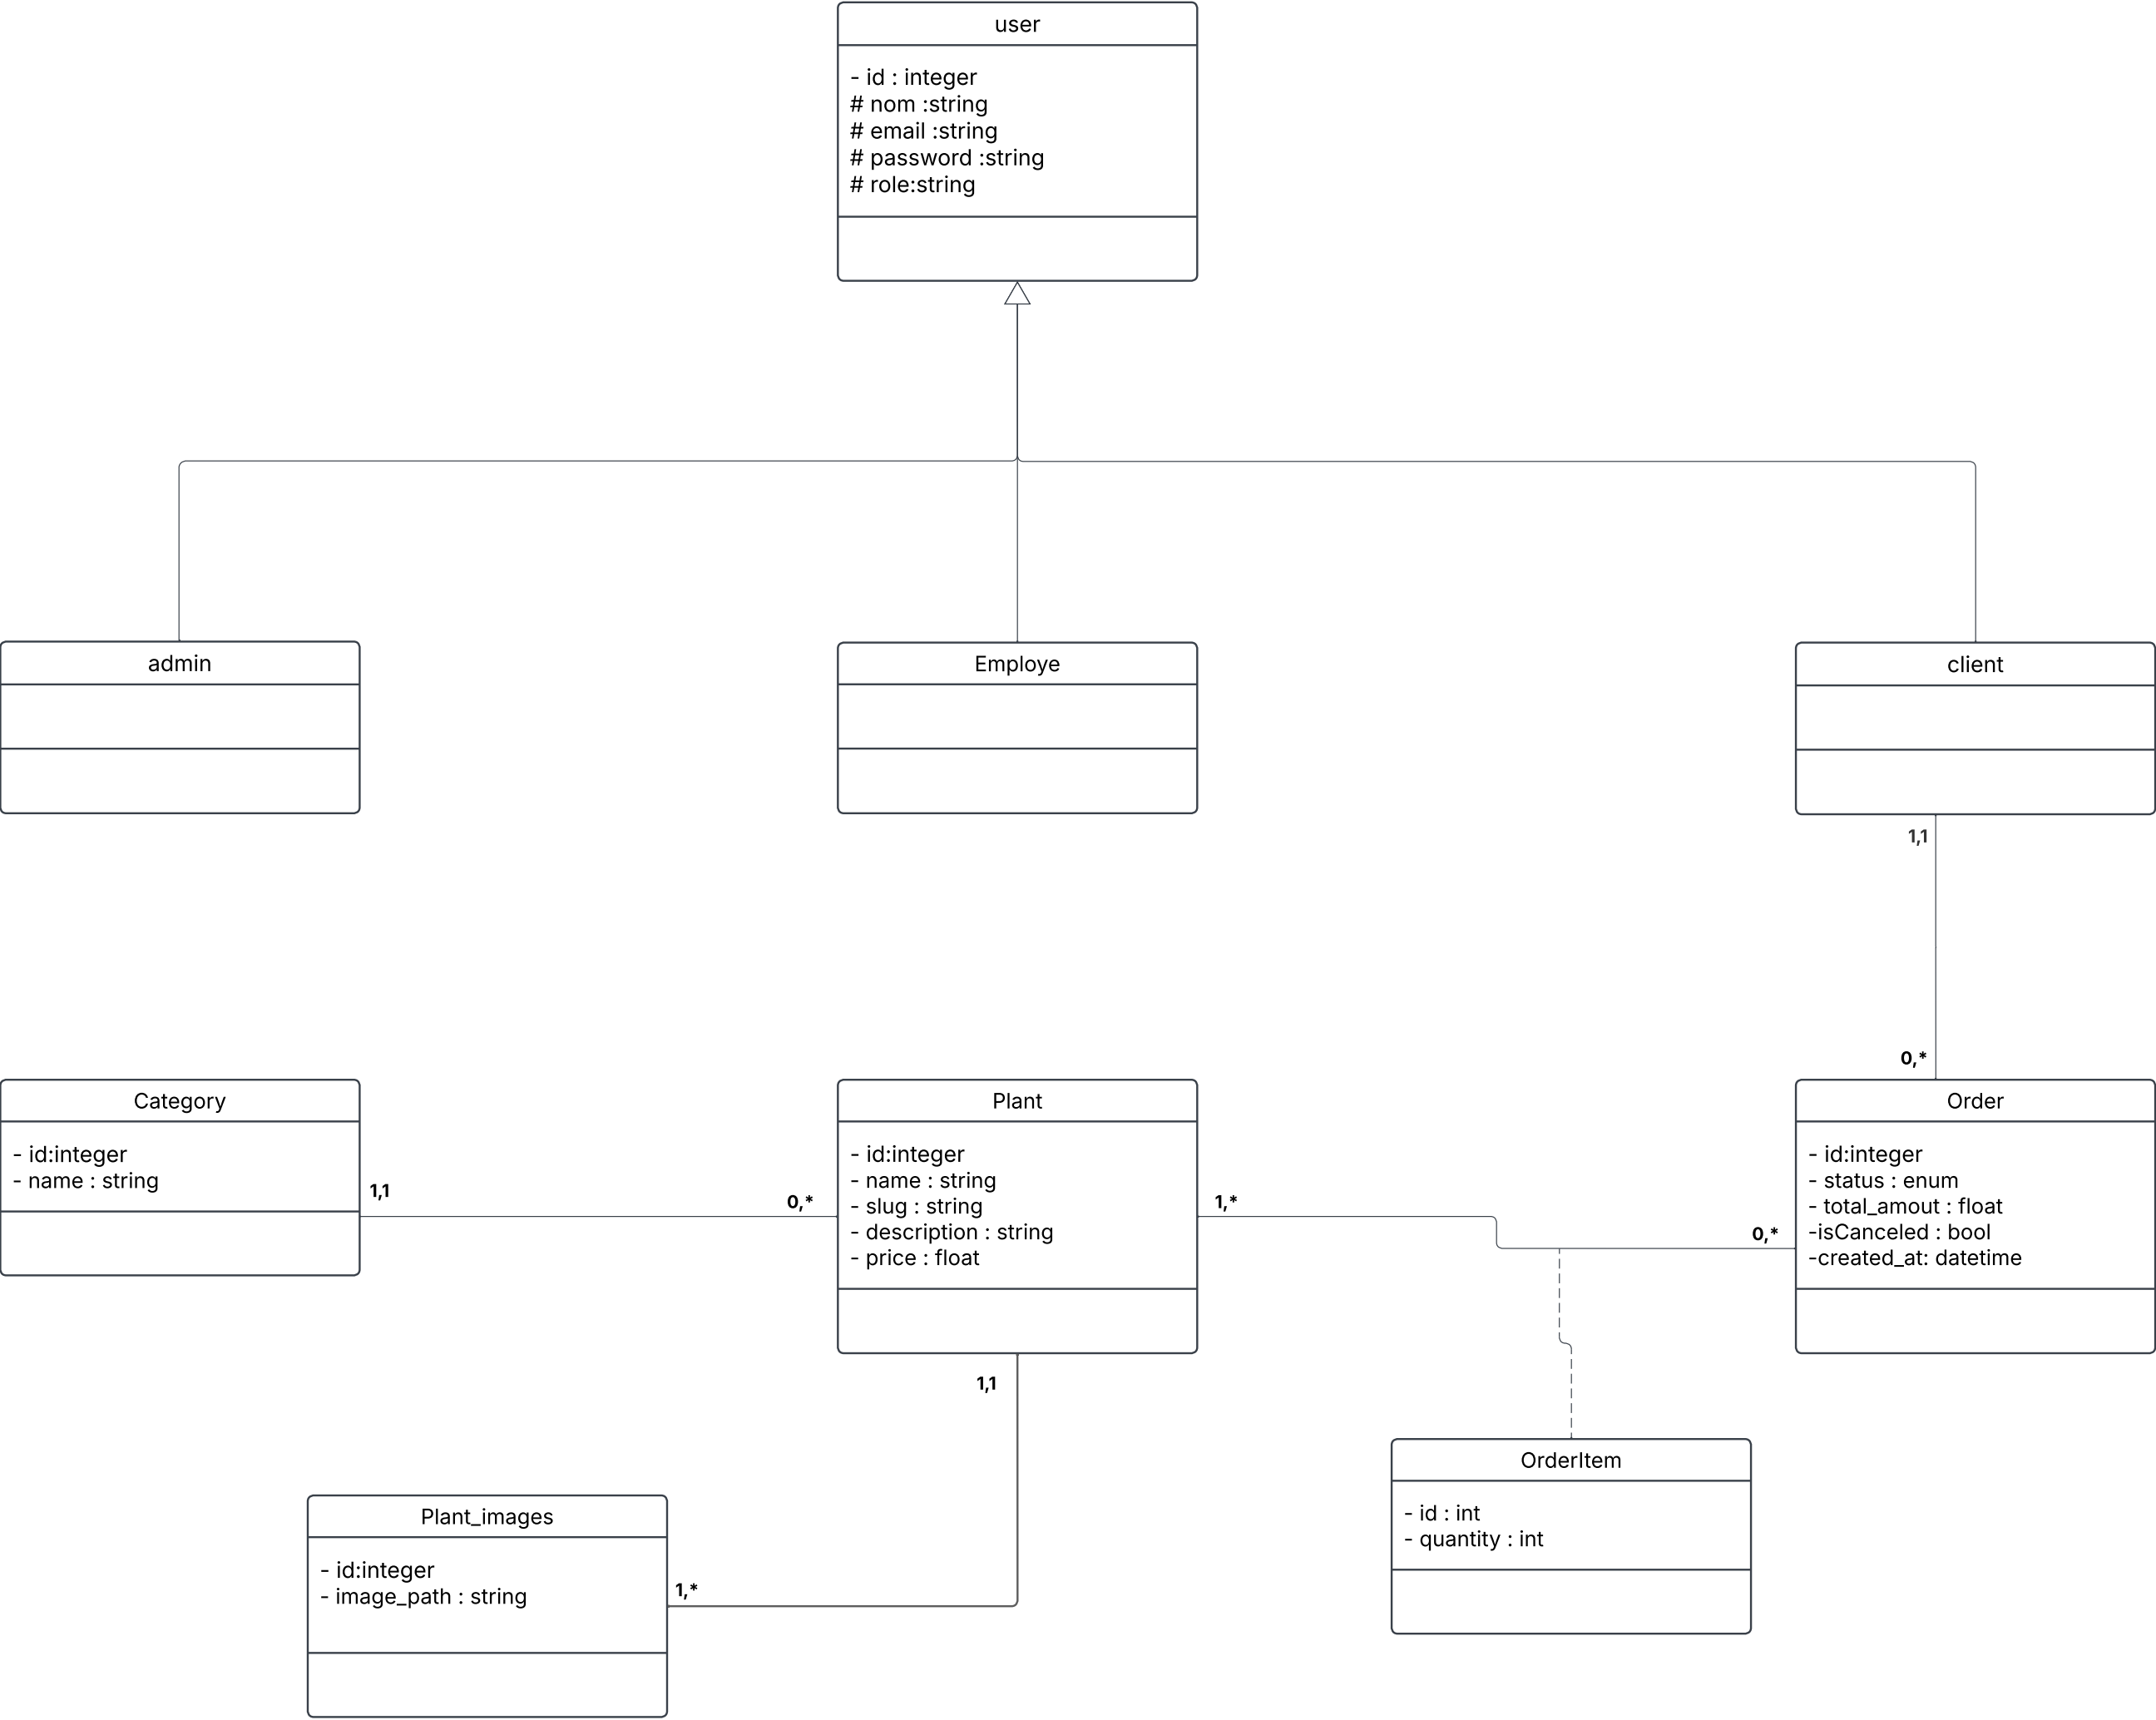 user
- id : integer
# nom :string
# email :string
# password :string
# role:string
admin
Employe
client
1,1
0,*
Category
- id:integer
- name : string
1,1
0,*
Plant
- id:integer
- name : string
- slug : string
- description : string
- price : float
1,*
0,*
Order
- id:integer
- status : enum
- total_amout : float
-isCanceled : bool
-created_at: datetime
1,1
OrderItem
- id : int
- quantity : int
Plant_images
- id:integer
- image_path : string
1,*